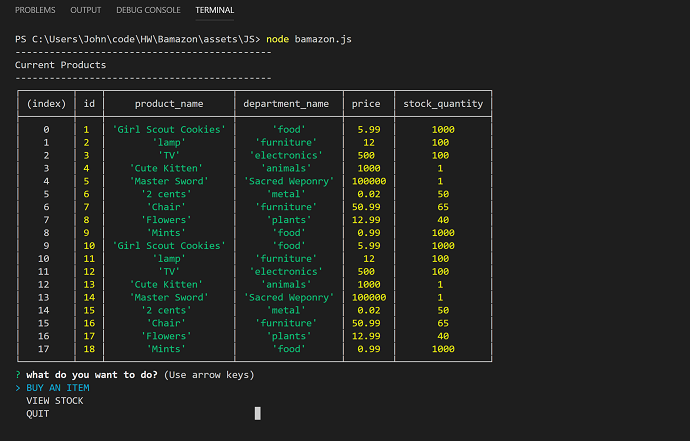 PROBLEMS OUTPUT DEBUG CONSOLE TERMINAL
PS C:\Users\John\code\HW\Bamazon\assets\JS> node bamazon.js
---------------------------------------------
Current Products
---------------------------------------------
(index) id product_name department_name price stock_quantity
0 1 'Girl Scout Cookies' 'food' 5.99 1000
1 2 'lamp' 'furniture' 12 100
2 3 'TV' 'electronics' 500 100
3 4 'Cute Kitten' 'animals' 1000 1
4 5 'Master Sword' 'Sacred Weponry' 100000 1
5 6 '2 cents' 'metal' 0.02 50
6 7 'Chair' 'furniture' 50.99 65
7 8 'Flowers' 'plants' 12.99 40
8 9 'Mints' 'food' 0.99 1000
9 10 'Girl Scout Cookies' 'food' 5.99 1000
10 11 'lamp' 'furniture' 12 100
11 12 'TV' 'electronics' 500 100
12 13 'Cute Kitten' 'animals' 1000 1
13 14 'Master Sword' 'Sacred Weponry' 100000 1
14 15 '2 cents' 'metal' 0.02 50
15 16 'Chair' 'furniture' 50.99 65
16 17 'Flowers' 'plants' 12.99 40
17 18 'Mints' 'food' 0.99 1000
? what do you want to do? (Use arrow keys)
> BUY AN ITEM
VIEW STOCK
QUIT